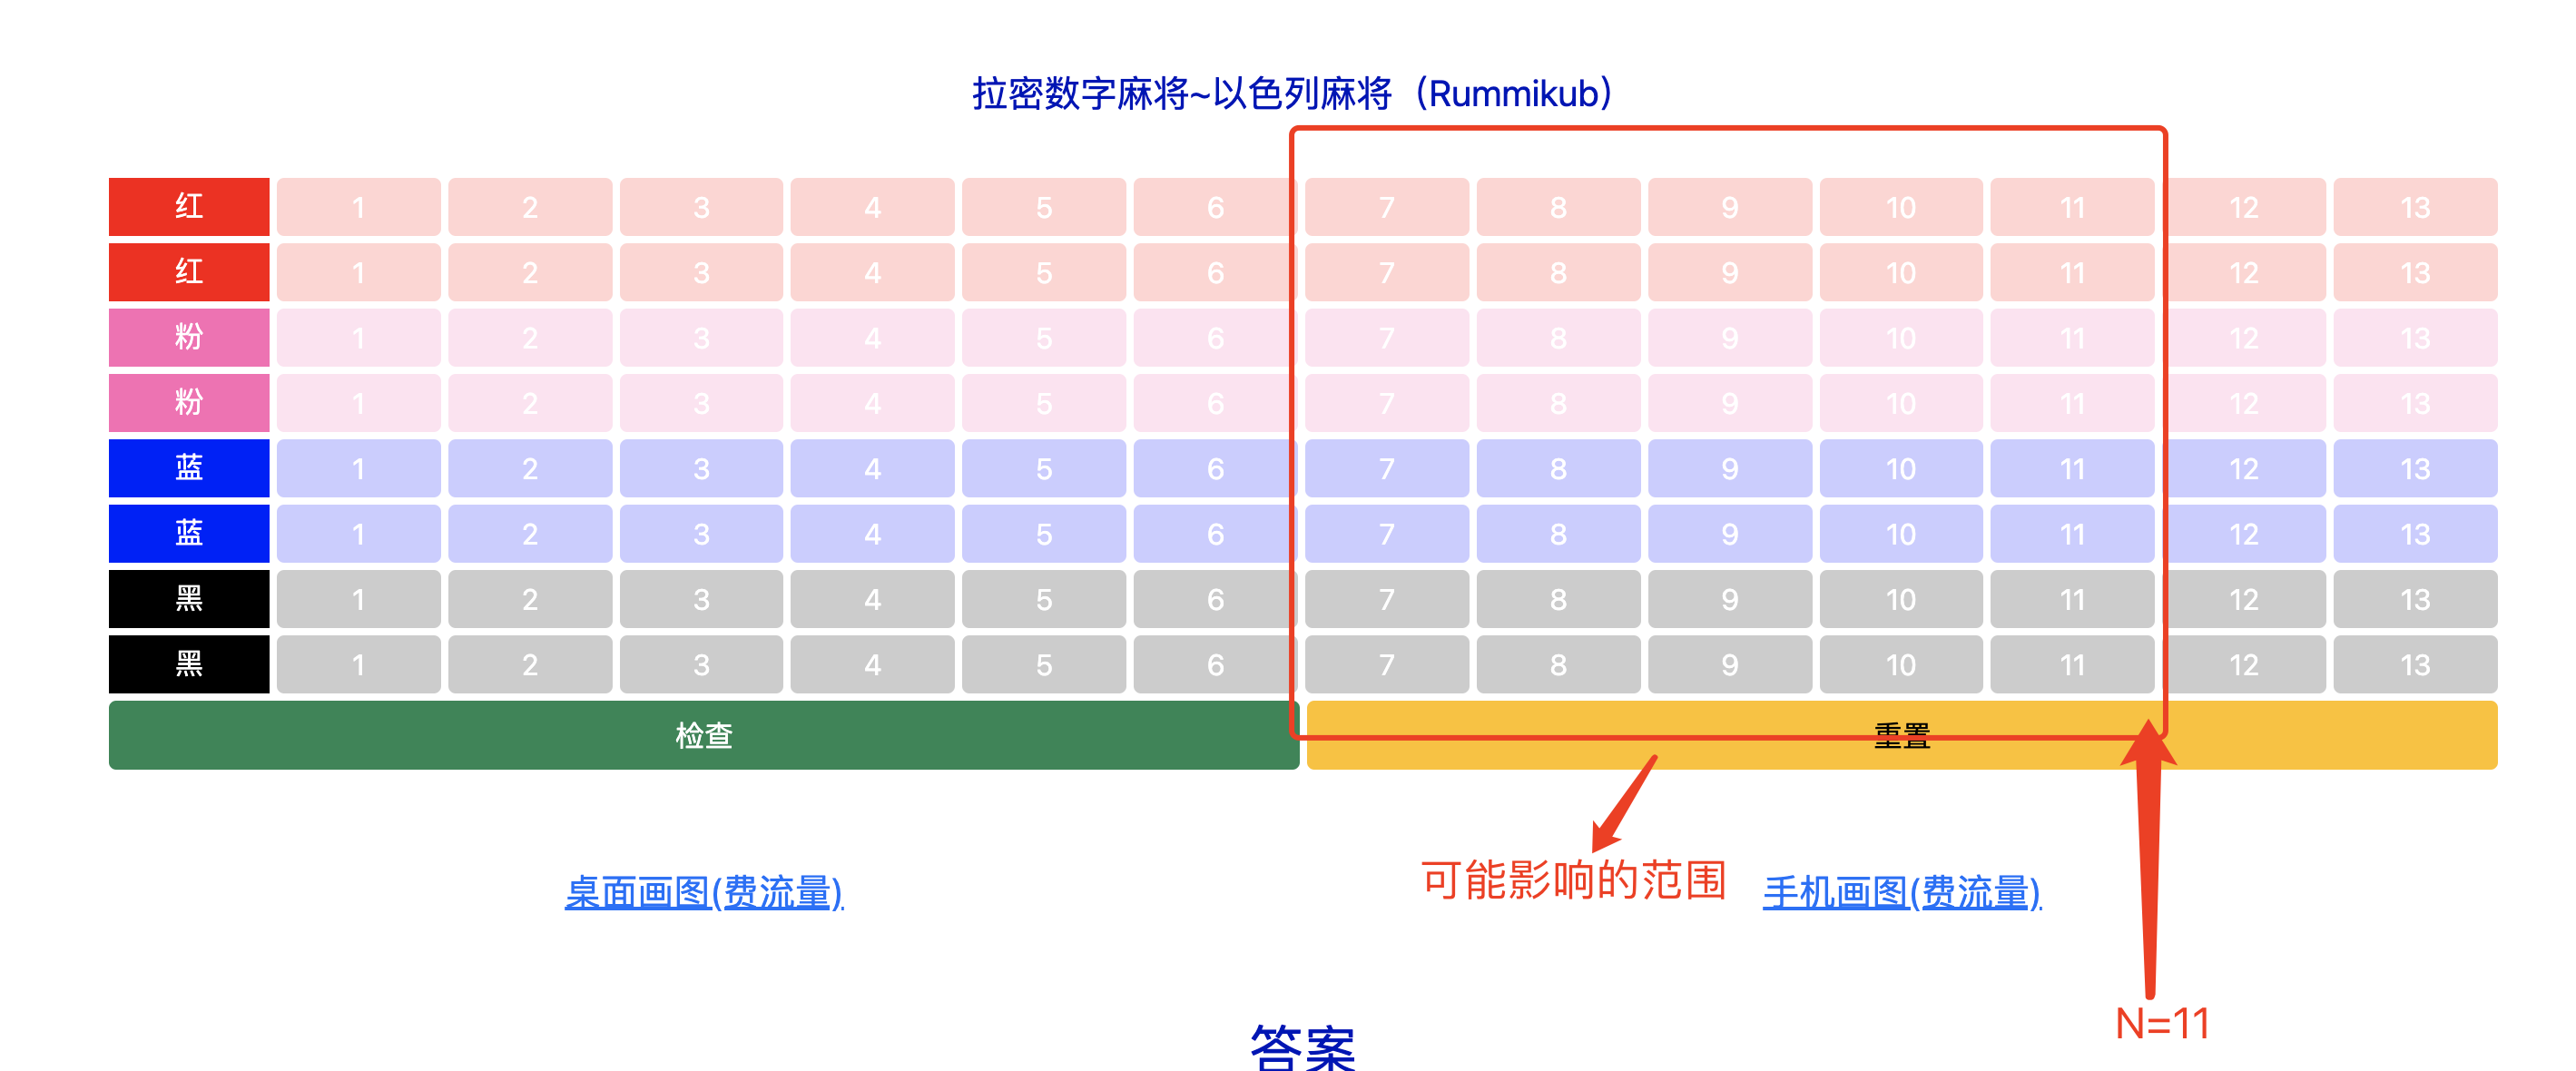 拉密数字麻将~以色列麻将（Rummikub）
红 1 2 3 4 5 6 7 8 9 10 11 12 13
红 1 2 3 4 5 6 7 8 9 10 11 12 13
粉 1 2 3 4 5 6 7 8 9 10 11 12 13
粉 1 2 3 4 5 6 7 8 9 10 11 12 13
蓝 1 2 3 4 5 6 7 8 9 10 11 12 13
蓝 1 2 3 4 5 6 7 8 9 10 11 12 13
黑 1 2 3 4 5 6 7 8 9 10 11 12 13
黑 1 2 3 4 5 6 7 8 9 10 11 12 13
检查 重置
桌面画图(费流量) 可能影响的范围 手机画图(费流量)
N=11
答案